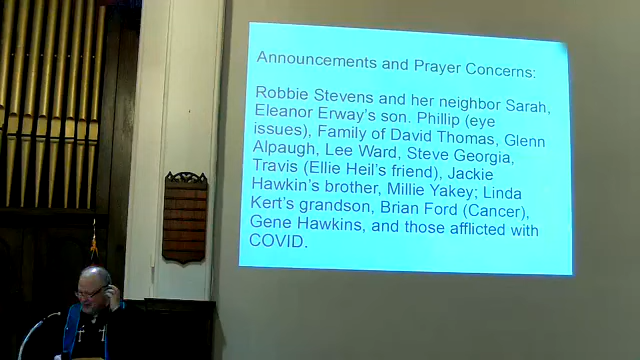 Announcements and Prayer Concerns:
Robbie Stevens and her neighbor Sarah,
Eleanor Erway's son. Phillip (eye
issues), Family of David Thomas, Glenn
Alpaugh, Lee Ward, Steve Georgia,
Travis (Ellie Heil's friend), Jackie
Hawkin's brother, Millie Yakey; Linda
Kert's grandson, Brian Ford (Cancer),
Gene Hawkins, and those afflicted with
COVID.